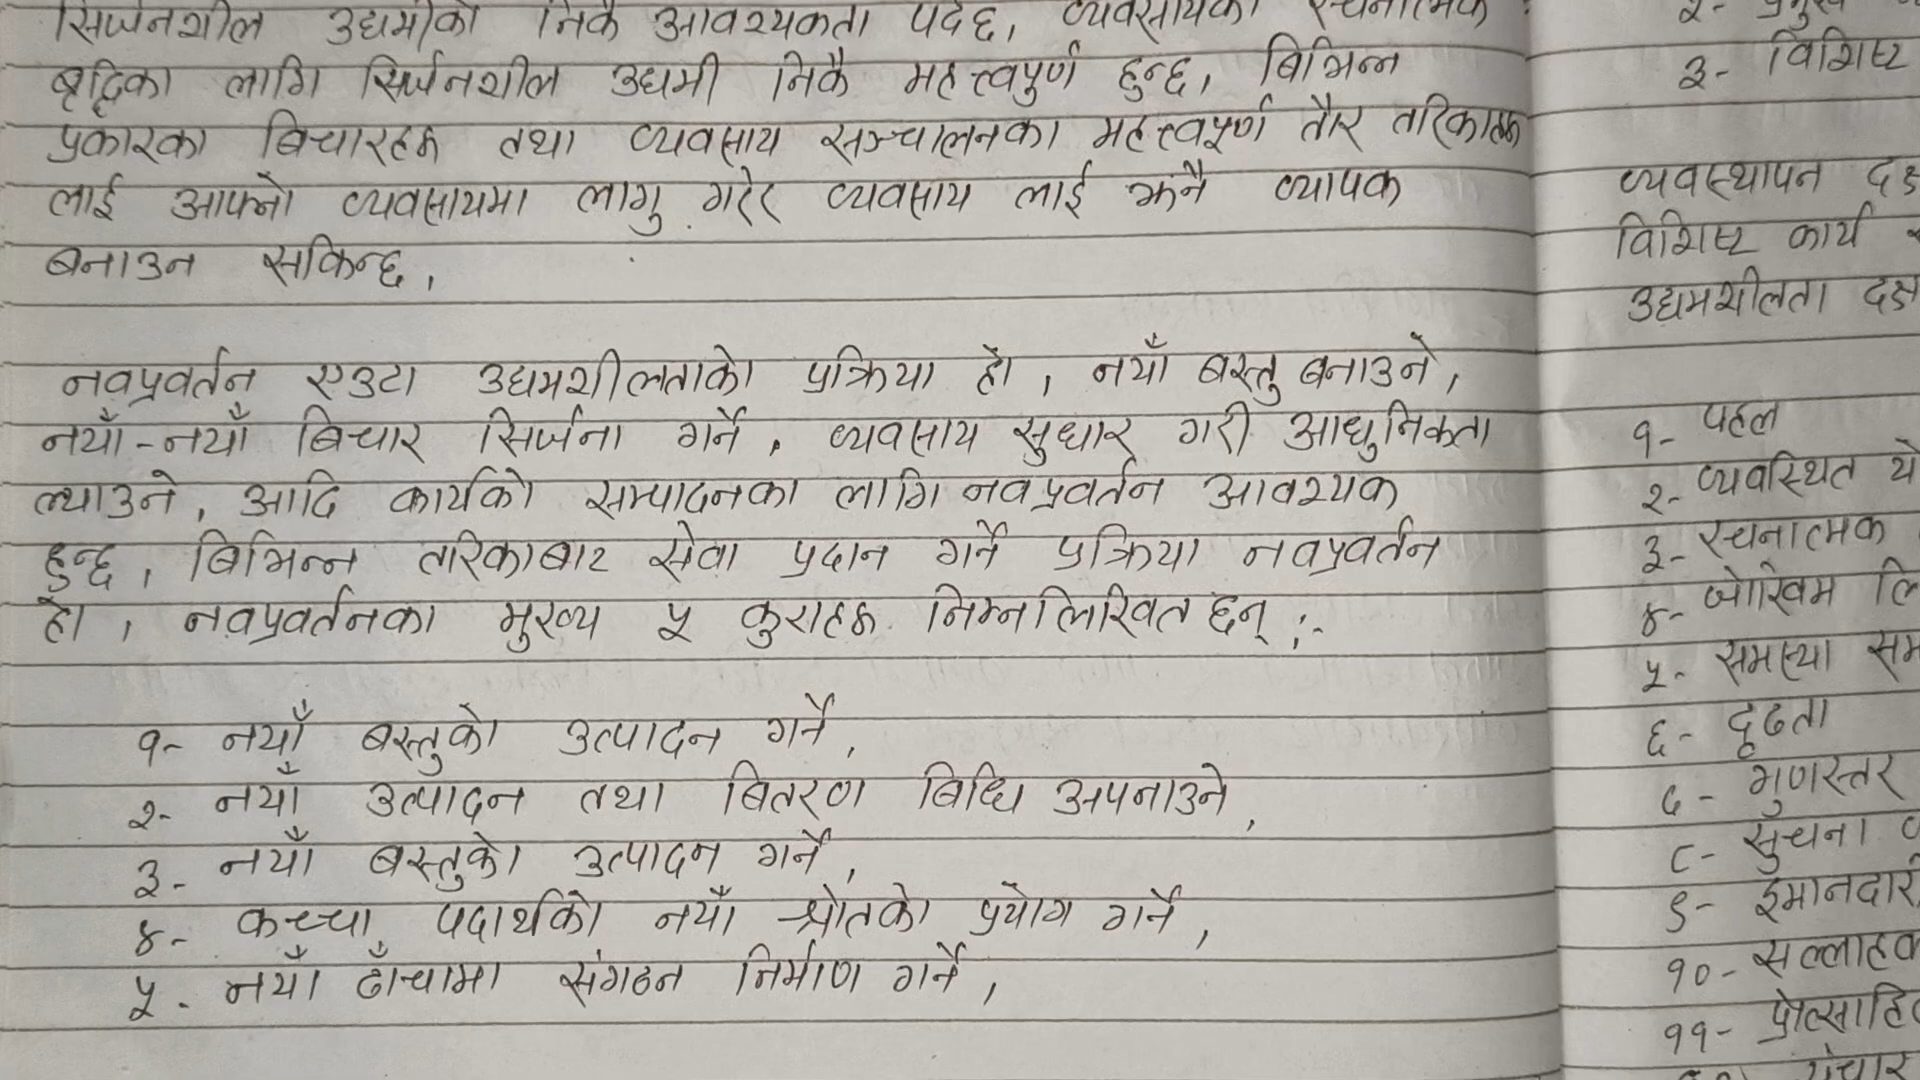 सिर्जनशील उद्यमीको निकै आवश्यकता पर्दछ, व्यवसायका रचनात्मक
बृद्धिका लागि सिर्जनशील उद्यमी निकै महत्त्वपुर्ण हुन्छ, बिभिन्न
प्रकारका बिचारहरू तथा व्यवसाय सञ्चालनका महत्त्वपूर्ण तौर तरिकाहरू
लाई आफ्नो व्यवसायमा लागु गरेर व्यवसाय लाई झनै व्यापक
बनाउन सकिन्छ,
नवप्रवर्तन एउटा उद्यमशीलताको प्रक्रिया हो, नयाँ बस्तु बनाउने,
नयाँ-नयाँ बिचार सिर्जना गर्ने, व्यवसाय सुधार गरी आधुनिकता
ल्याउने, आदि कार्यको सम्पादनका लागि नवप्रवर्तन आवश्यक
हुन्छ, बिभिन्न तरिकाबाट सेवा प्रदान गर्ने प्रक्रिया नवप्रवर्तन
हो, नवप्रवर्तनका मुख्य ५ कुराहरू निम्नलिखित छन् :-
१- नयाँ बस्तुको उत्पादन गर्ने,
२- नयाँ उत्पादन तथा बितरण बिधि अपनाउने,
३- नयाँ बस्तुको उत्पादन गर्ने,
४- कच्चा पदार्थको नयाँ श्रोतको प्रयोग गर्ने,
५- नयाँ ढाँचामा संगठन निर्माण गर्ने,
२- प्रमुख
३- विशिष्ट
व्यवस्थापन
विशिष्ट कार्य
उद्यमशीलता
१- पहल
२- व्यवस्थित
३- रचनात्मक
४- जोखिम
५- समस्या
६- दृढता
७- गुणस्तर
८- सुचना
९- इमानदारी
१०-
११-